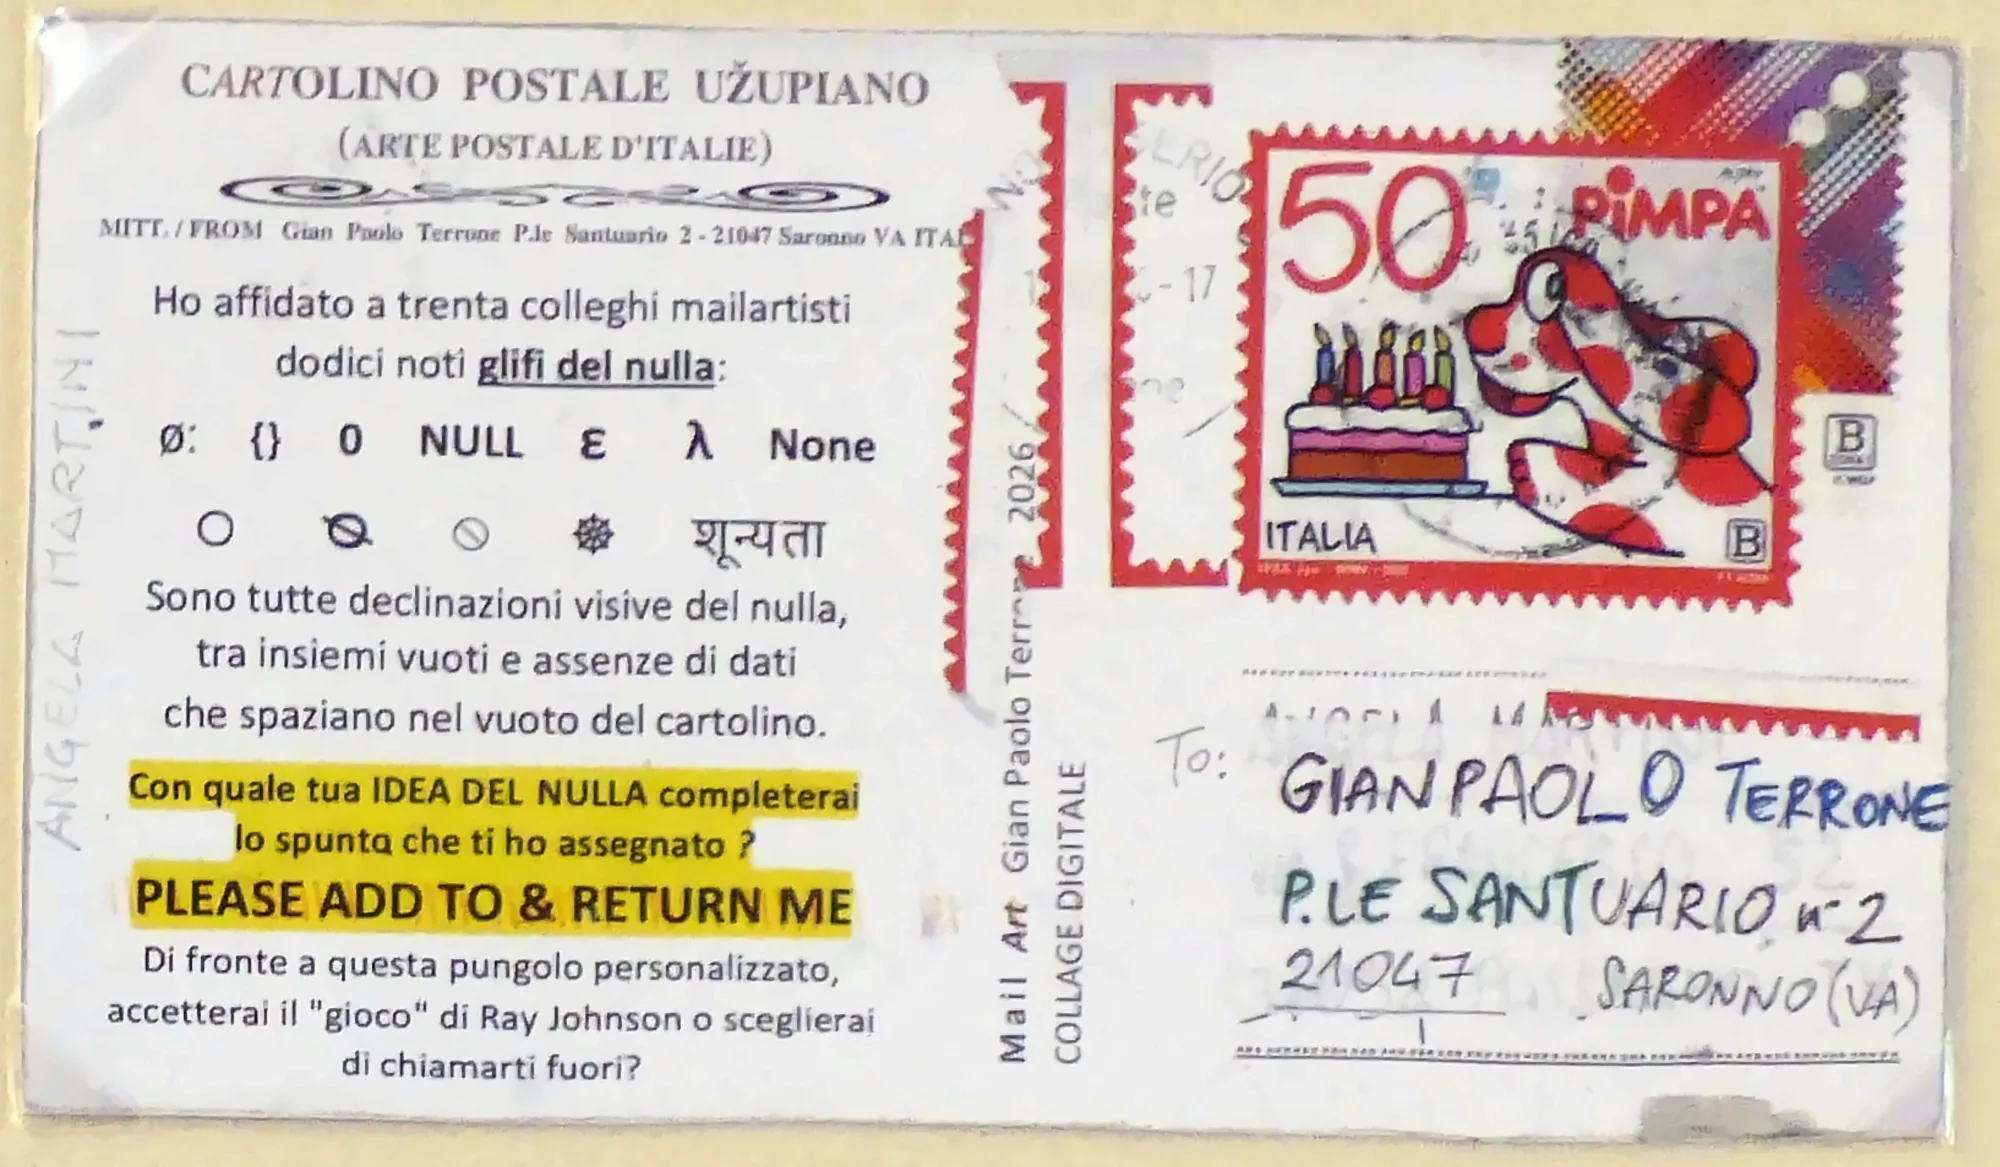 CARTOLINO POSTALE UŽUPIANO
(ARTE POSTALE D'ITALIE)
MITT. / FROM Gian Paolo Terrone P.le Santuario 2 - 21047 Saronno VA ITAL
Ho affidato a trenta colleghi mailartisti
dodici noti glifi del nulla:
Ø: {} 0 NULL ε λ None
शून्यता
Sono tutte declinazioni visive del nulla,
tra insiemi vuoti e assenze di dati
che spaziano nel vuoto del cartolino.
Con quale tua IDEA DEL NULLA completerai
lo spunto che ti ho assegnato ?
PLEASE ADD TO & RETURN ME
Di fronte a questa pungolo personalizzato,
accetterai il "gioco" di Ray Johnson o sceglierai
di chiamarti fuori?
ANGELA MARTINI
Mail Art Gian Paolo Terrone 2026
COLLAGE DIGITALE
50 PiMPA
ITALIA B
B
17
To:
GIANPAOLO TERRONE
P.LE SANTUARIO n° 2
21047 SARONNO (VA)